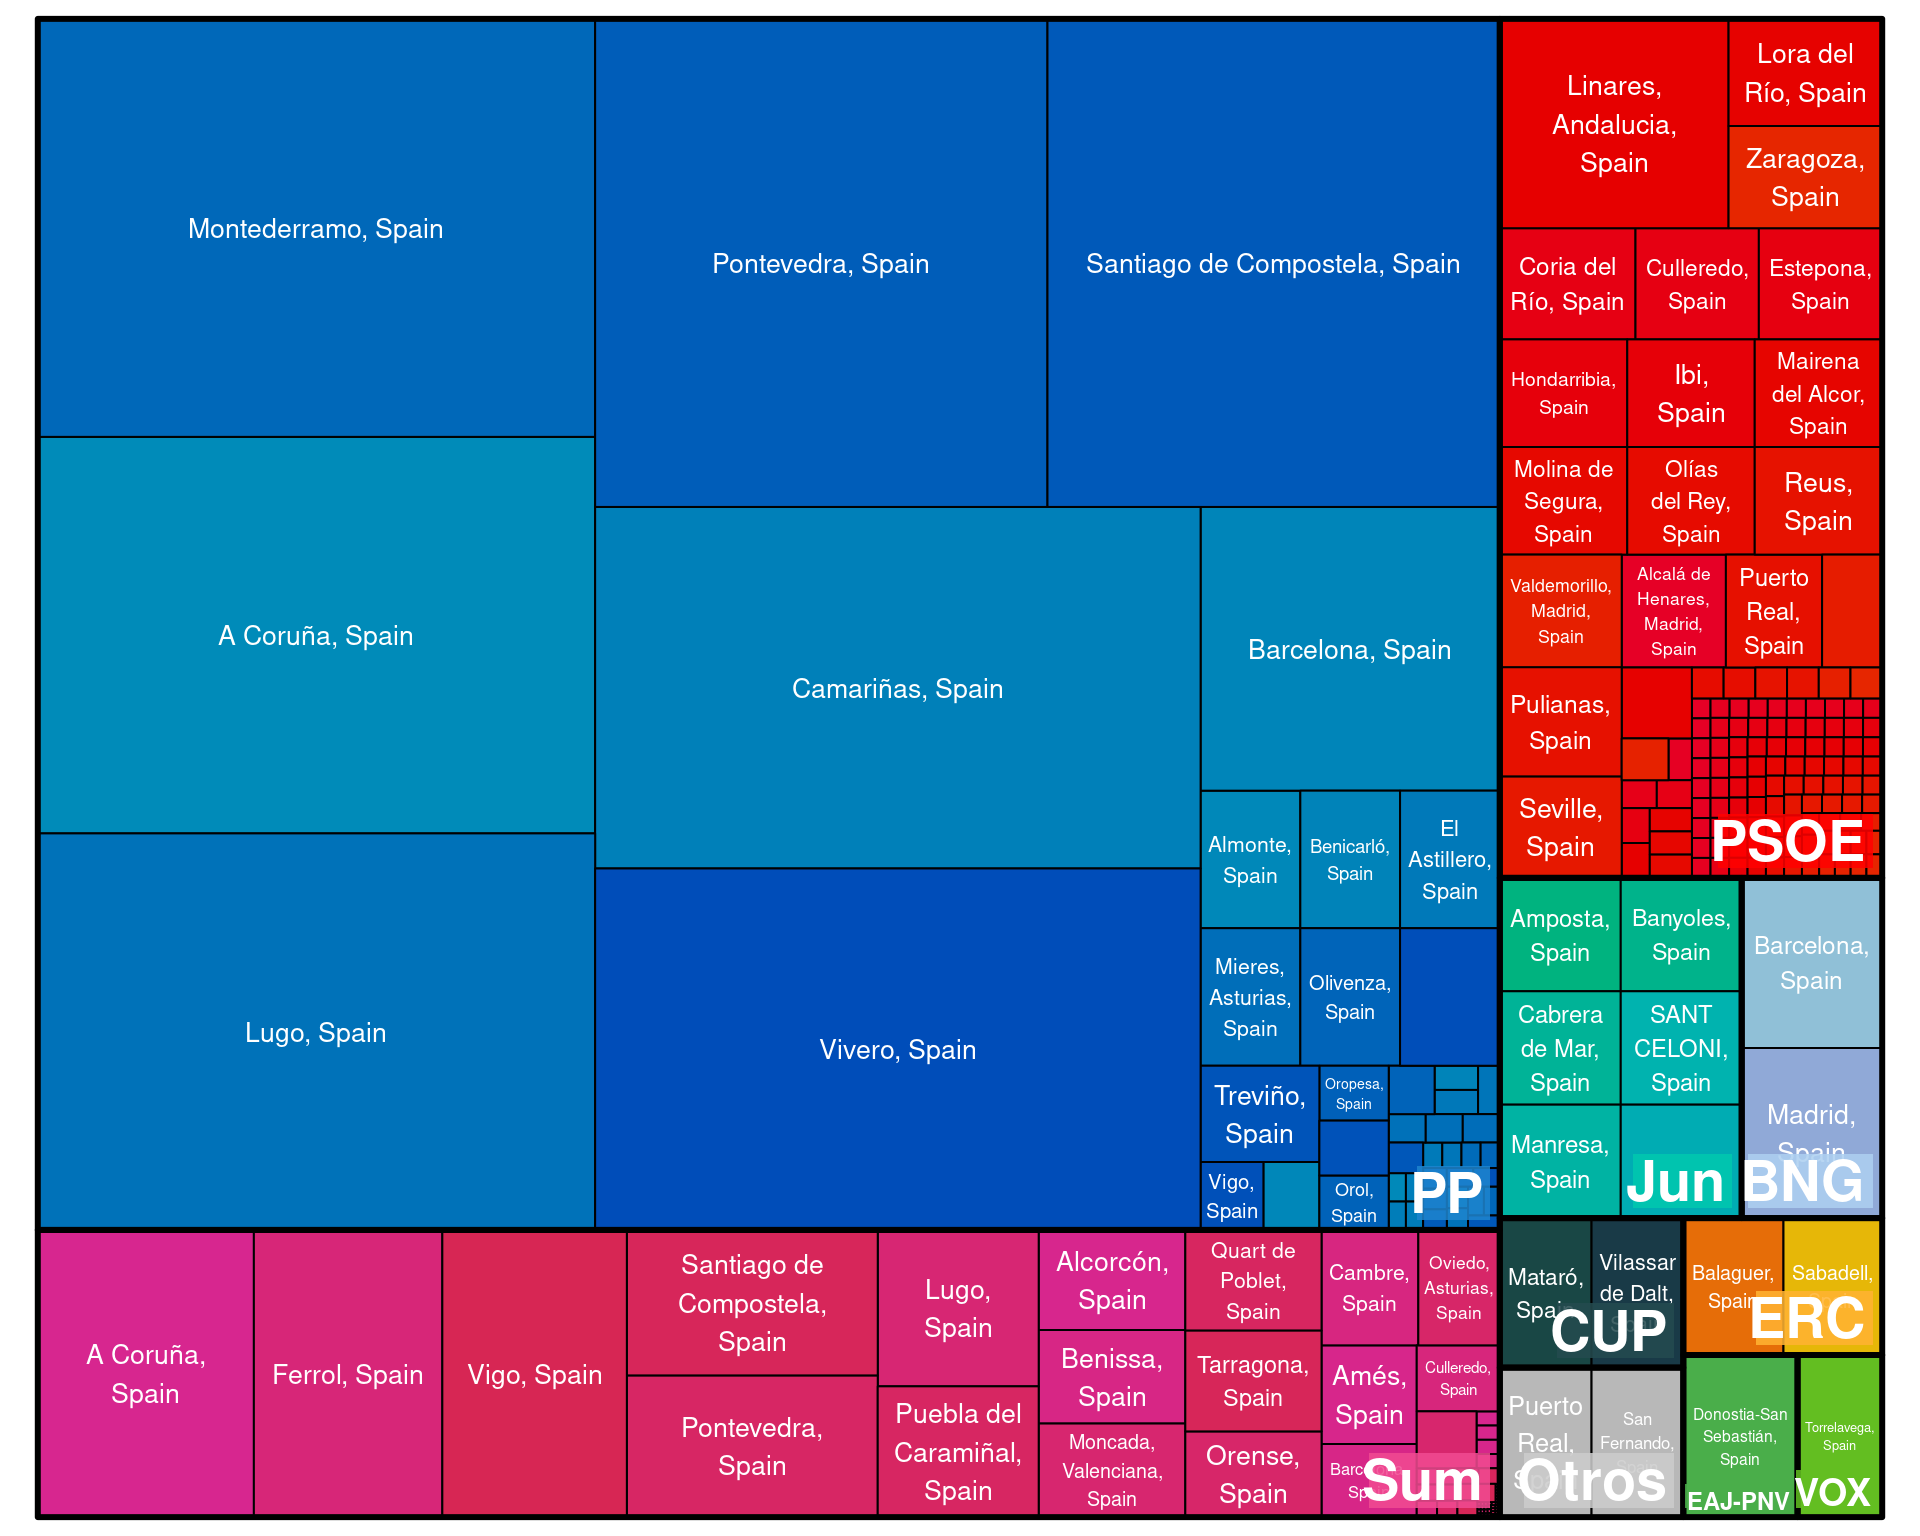 Montederramo, Spain
Pontevedra, Spain
Santiago de Compostela, Spain
A Coruña, Spain
Camariñas, Spain
Barcelona, Spain
Lugo, Spain
Vivero, Spain
Almonte,
Spain
Benicarló,
Spain
El
Astillero,
Spain
Mieres,
Asturias,
Spain
Olivenza,
Spain
Treviño,
Spain
Oropesa,
Spain
Vigo,
Spain
Orol,
Spain
PP
Linares,
Andalucia,
Spain
Lora del
Río, Spain
Zaragoza,
Spain
Coria del
Río, Spain
Culleredo,
Spain
Estepona,
Spain
Hondarribia,
Spain
Ibi,
Spain
Mairena
del Alcor,
Spain
Molina de
Segura,
Spain
Olías
del Rey,
Spain
Reus,
Spain
Valdemorillo,
Madrid,
Spain
Alcalá de
Henares,
Madrid,
Spain
Puerto
Real,
Spain
Pulianas,
Spain
Seville,
Spain
PSOE
Amposta,
Spain
Banyoles,
Spain
Cabrera
de Mar,
Spain
SANT
CELONI,
Spain
Manresa,
Spain
Jun
Barcelona,
Spain
Madrid,
Spain
BNG
A Coruña,
Spain
Ferrol, Spain
Vigo, Spain
Santiago de
Compostela,
Spain
Pontevedra,
Spain
Lugo,
Spain
Puebla del
Caramiñal,
Spain
Alcorcón,
Spain
Benissa,
Spain
Moncada,
Valenciana,
Spain
Quart de
Poblet,
Spain
Tarragona,
Spain
Orense,
Spain
Cambre,
Spain
Oviedo,
Asturias,
Spain
Amés,
Spain
Culleredo,
Spain
Barcelona,
Spain
Sum
Mataró,
Spain
Vilassar
de Dalt,
Spain
CUP
Balaguer,
Spain
Sabadell,
ERC
Puerto
Real,
Spain
San
Fernando,
Spain
Otros
Donostia-San
Sebastián,
Spain
EAJ-PNV
Torrelavega,
Spain
VOX